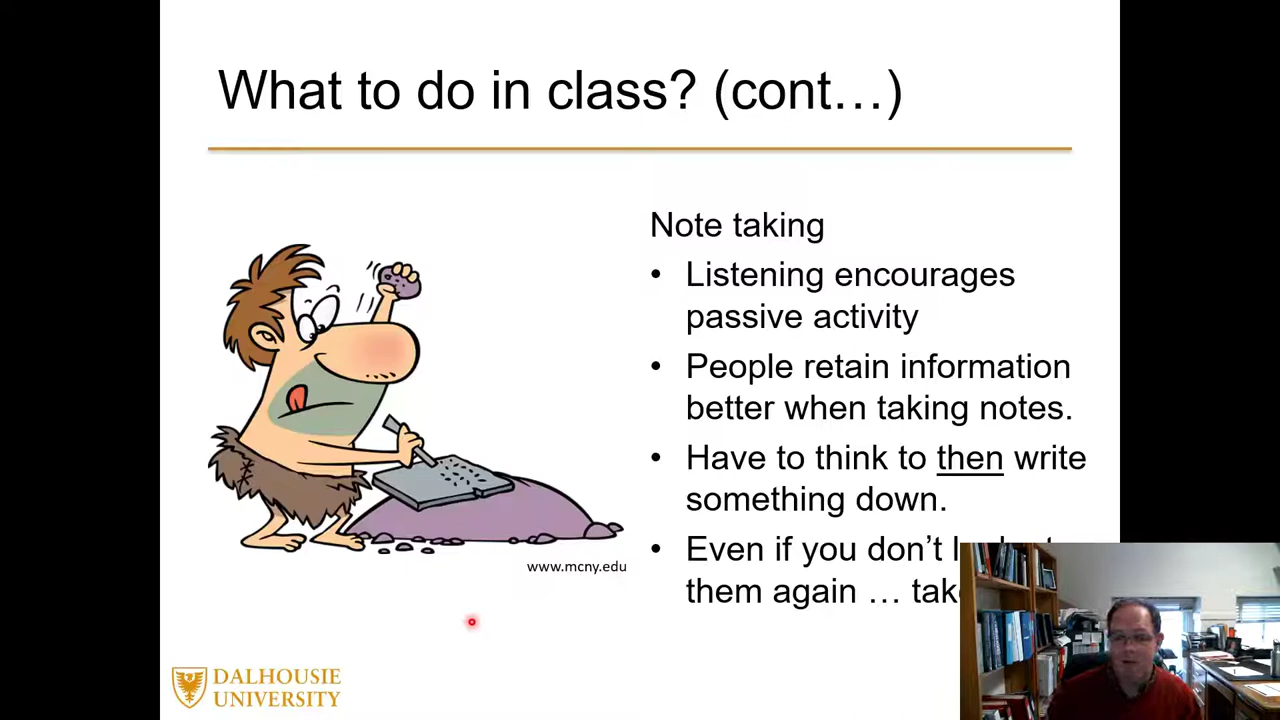 What to do in class? (cont…)
Note taking
• Listening encourages
passive activity
• People retain information
better when taking notes.
• Have to think to then write
something down.
• Even if you don’t
them again …
www.mcny.edu
DALHOUSIE
UNIVERSITY